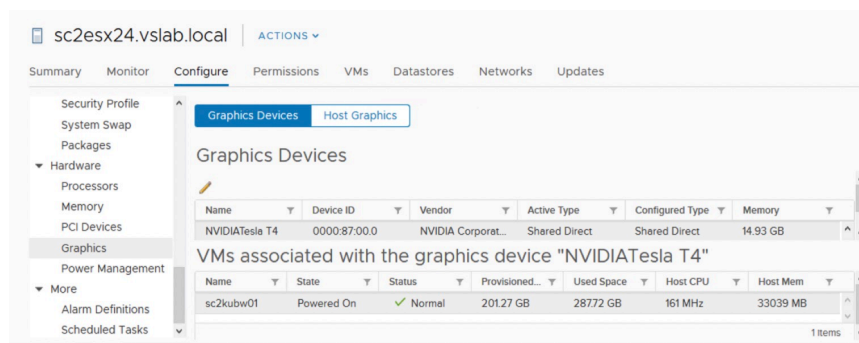 sc2esx24.vslab.local ACTIONS
Summary Monitor Configure Permissions VMs Datastores Networks Updates
Security Profile
System Swap
Packages
Hardware
Processors
Memory
PCI Devices
Graphics
Power Management
More
Alarm Definitions
Scheduled Tasks
Graphics Devices Host Graphics
Graphics Devices
Name Device ID Vendor Active Type Configured Type Memory
NVIDIATesla T4 0000:87:00.0 NVIDIA Corporat... Shared Direct Shared Direct 14.93 GB
VMs associated with the graphics device "NVIDIATesla T4"
Name State Status Provisioned... Used Space Host CPU Host Mem
sc2kubw01 Powered On Normal 201.27 GB 287.72 GB 161 MHz 33039 MB
1 items